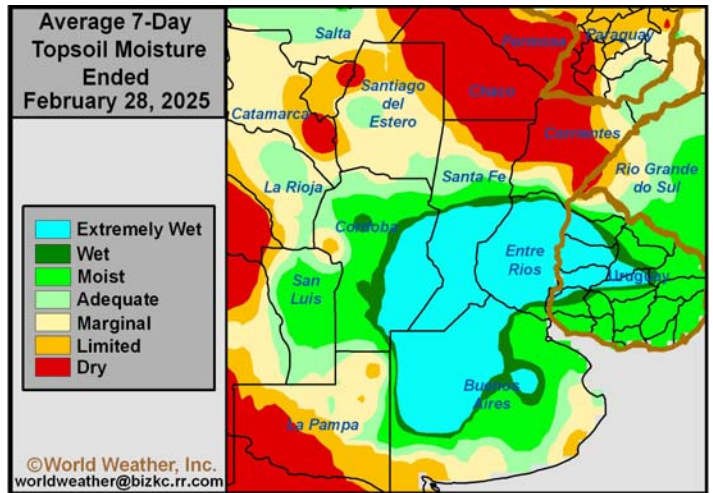 Average 7-Day
Topsoil Moisture
Ended
February 28, 2025
Extremely Wet
Wet
Moist
Adequate
Marginal
Limited
Dry
©World Weather, Inc.
worldweather@bizkc.rr.com
Salta
Formosa
Paraguay
Santiago
del
Estero
Chaco
Catamarca
Corrientes
Santa Fe
Rio Grande
do Sul
La Rioja
Cordoba
Entre
Rios
San
Luis
Uruguay
Buenos
Aires
La Pampa